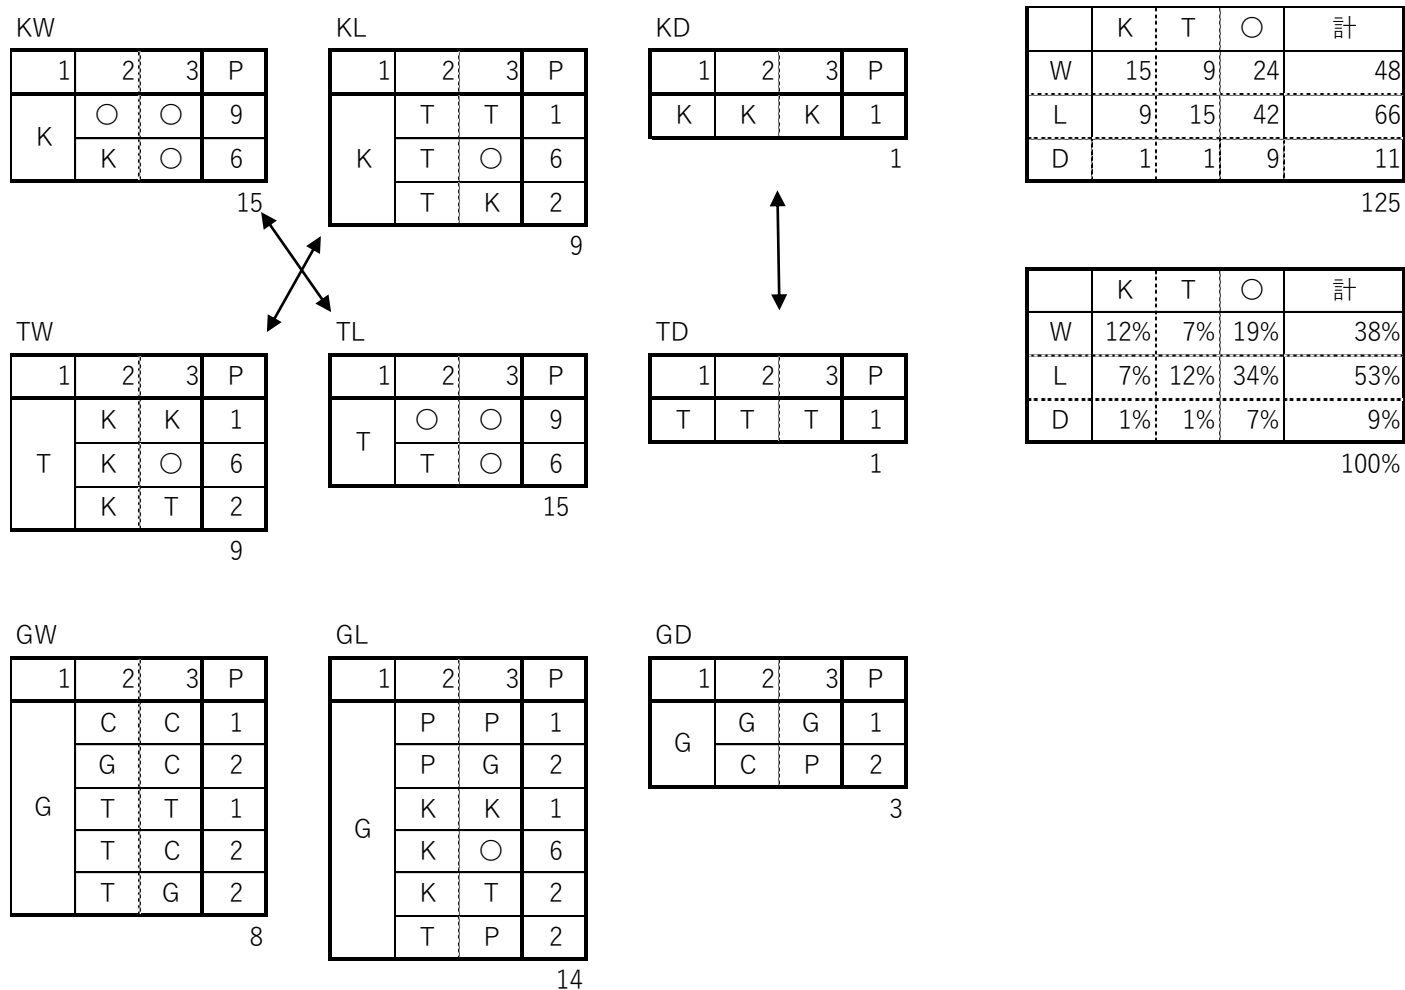 KW
1 2 3 P
K ○ ○ 9
K ○ 6
15
KL
1 2 3 P
K T T 1
T ○ 6
T K 2
9
KD
1 2 3 P
K K K 1
1
K T ○ 計
W 15 9 24 48
L 9 15 42 66
D 1 1 9 11
125
TW
1 2 3 P
T K K 1
K ○ 6
K T 2
9
TL
1 2 3 P
T ○ ○ 9
T ○ 6
15
TD
1 2 3 P
T T T 1
1
K T ○ 計
W 12% 7% 19% 38%
L 7% 12% 34% 53%
D 1% 1% 7% 9%
100%
GW
1 2 3 P
G C C 1
G C 2
T T 1
T C 2
T G 2
8
GL
1 2 3 P
G P P 1
P G 2
K K 1
K ○ 6
K T 2
T P 2
14
GD
1 2 3 P
G G G 1
C P 2
3